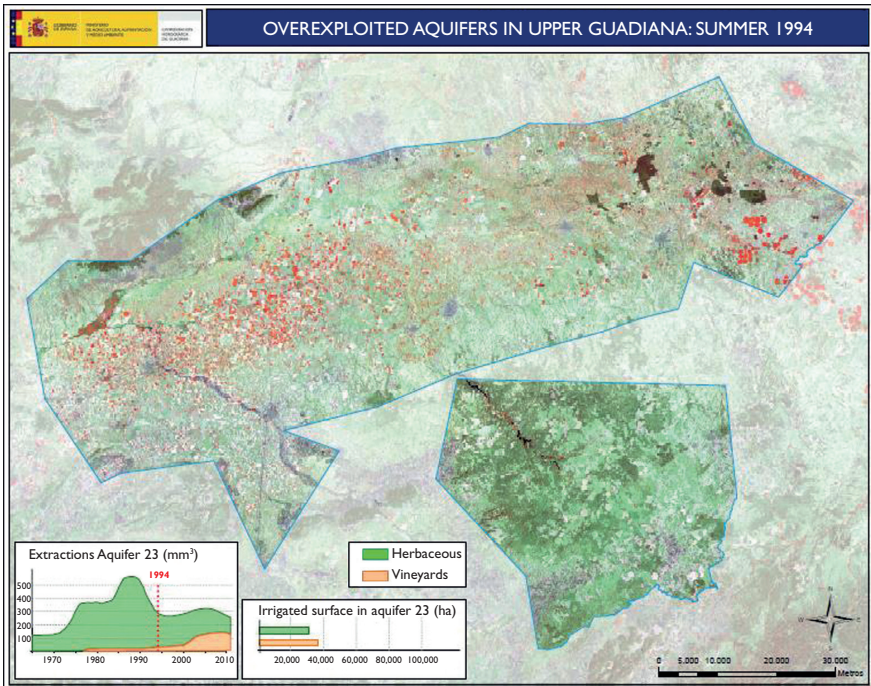 GOBIERNO
DE ESPAÑA
MINISTERIO
DE AGRICULTURA, ALIMENTACIÓN
Y MEDIO AMBIENTE
CONFEDERACIÓN
HIDROGRÁFICA
DEL GUADIANA
OVEREXPLOITED AQUIFERS IN UPPER GUADIANA: SUMMER 1994
Extractions Aquifer 23 (mm³)
1994
500
400
300
200
100
1970 1980 1990 2000 2010
Herbaceous
Vineyards
Irrigated surface in aquifer 23 (ha)
20,000 40,000 60,000 80,000 100,000
N
W E
S
0 5.000 10.000 20.000 30.000
Metros